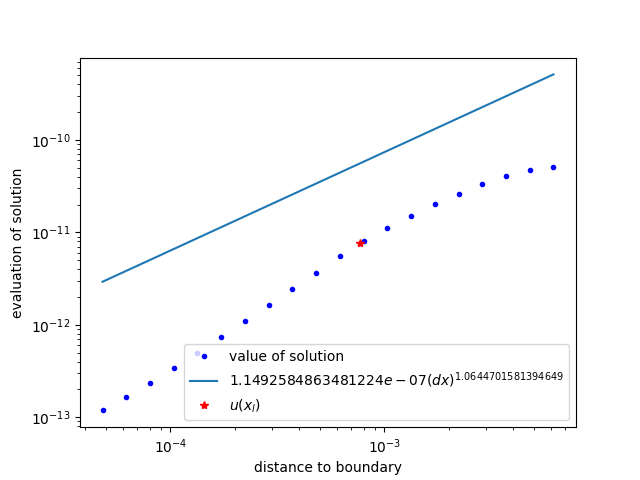 10⁻¹⁰
10⁻¹¹
10⁻¹²
10⁻¹³
evaluation of solution
value of solution
1.1492584863481224e − 07(dx)^1.0644701581394649
u(x_l)
10⁻⁴
10⁻³
distance to boundary